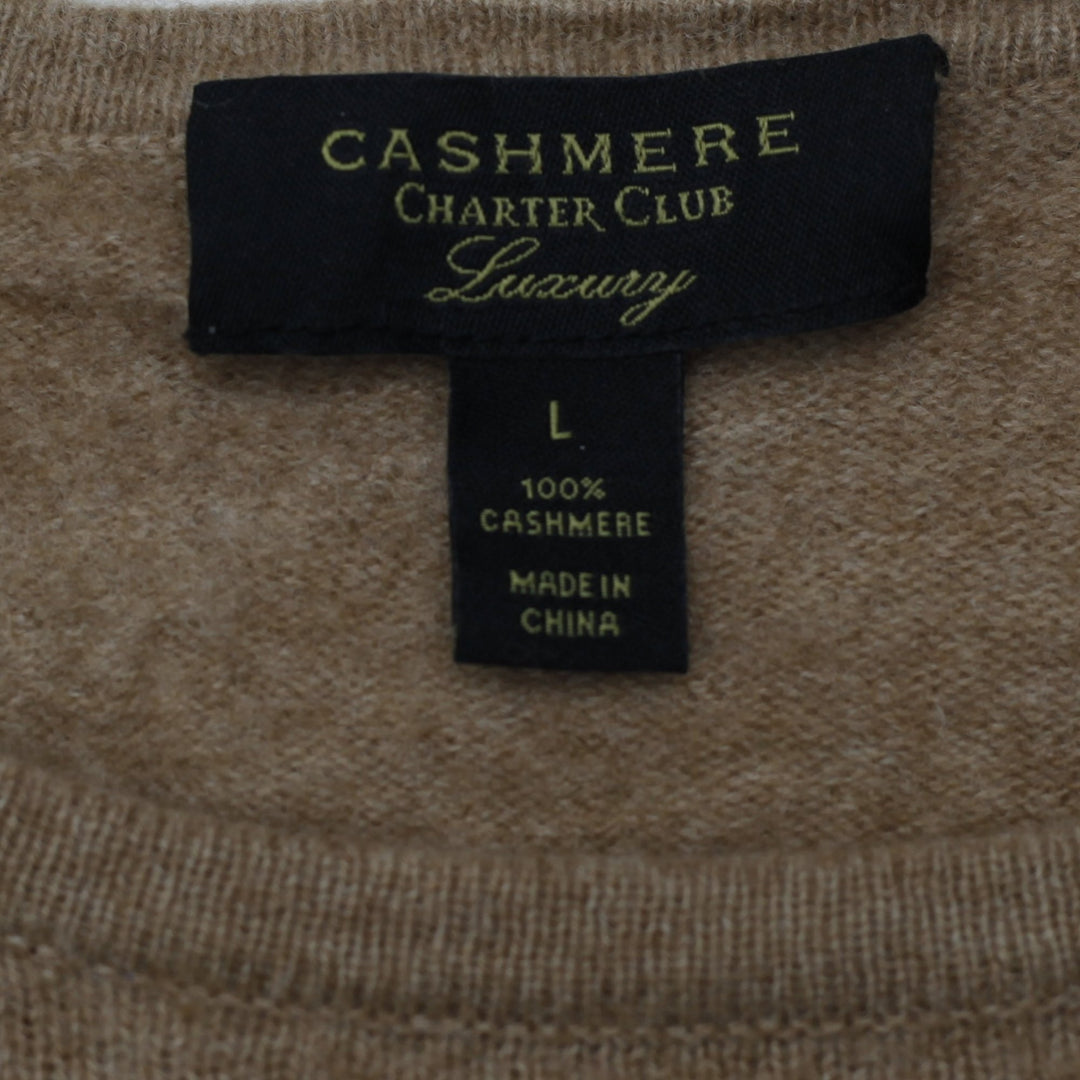 CASHMERE
CHARTER CLUB
Luxury
L
100%
CASHMERE
MADE IN
CHINA